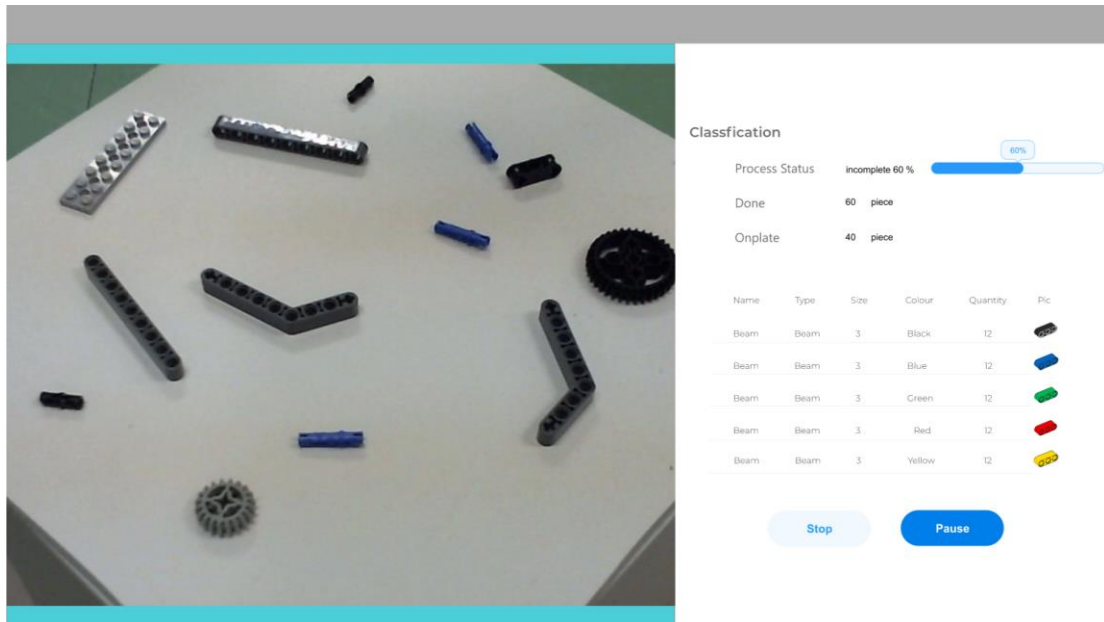 Classfication
60%
Process Status incomplete 60 %
Done 60 piece
Onplate 40 piece
Name Type Size Colour Quantity Pic
Beam Beam 3 Black 12
Beam Beam 3 Blue 12
Beam Beam 3 Green 12
Beam Beam 3 Red 12
Beam Beam 3 Yellow 12
Stop Pause